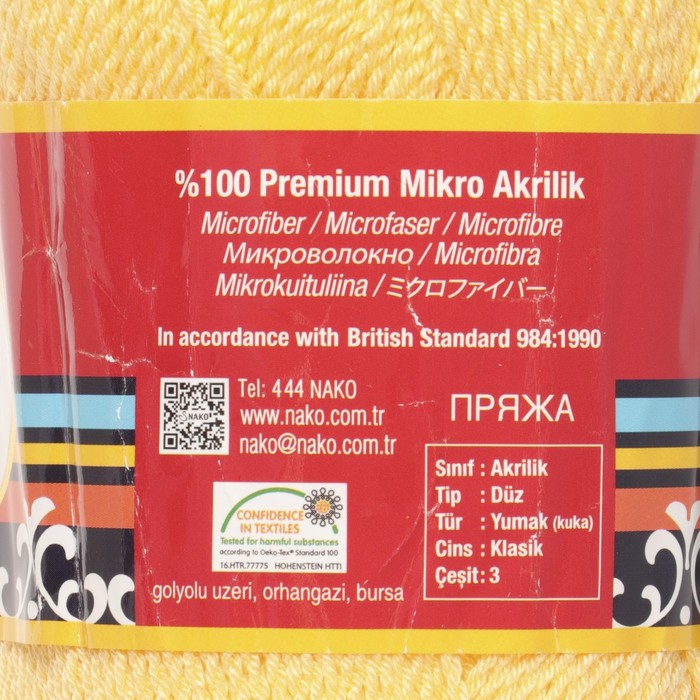 %100 Premium Mikro Akrilik
Microfiber / Microfaser / Microfibre
Микроволокно / Microfibra
Mikrokuituliina / ミクロファイバー
In accordance with British Standard 984:1990
NAKO
Tel: 444 NAKO
www.nako.com.tr
nako@nako.com.tr
ПРЯЖА
CONFIDENCE
IN TEXTILES
Tested for harmful substances
according to Oeko-Tex® Standard 100
16.HTR.77775 HOHENSTEIN HTTI
golyolu uzeri, orhangazi, bursa
Sınıf : Akrilik
Tip : Düz
Tür : Yumak (kuka)
Cins : Klasik
Çeşit : 3